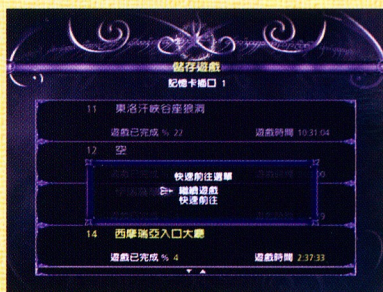 儲存遊戲
記憶卡插口 1
11 東洛汗峽谷座狼洞
遊戲已完成 % 22 遊戲時間 10:31:04
12 空
快速前往選單
繼續遊戲
快速前往
14 西摩瑞亞入口大廳
遊戲已完成 % 4 遊戲時間 2:37:33